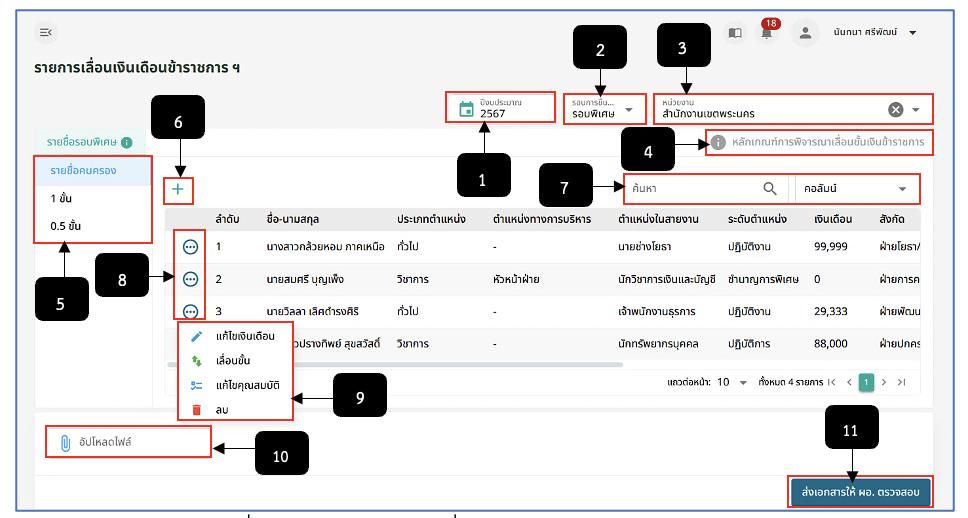 18
นันทนา ศรีพัฒน์
รายการเลื่อนเงินเดือนข้าราชการ ฯ
2
3
ปีงบประมาณ
2567
รอบการขึ้น...
รอบพิเศษ
หน่วยงาน
สำนักงานเขตพระนคร
6
รายชื่อรอบพิเศษ
4
หลักเกณฑ์การพิจารณาเลื่อนขั้นเงินข้าราชการ
รายชื่อคนครอง
1 ขั้น
0.5 ขั้น
1
7
ค้นหา
คอลัมน์
ลำดับ ชื่อ-นามสกุล ประเภทตำแหน่ง ตำแหน่งทางการบริหาร ตำแหน่งในสายงาน ระดับตำแหน่ง เงินเดือน สังกัด
1 นางสาวกล้วยหอม ภาคเหนือ ทั่วไป - นายช่างโยธา ปฏิบัติงาน 99,999 ฝ่ายโยธา/
8
2 นายสมศรี บุญเพ็ง วิชาการ หัวหน้าฝ่าย นักวิชาการเงินและบัญชี ชำนาญการพิเศษ 0 ฝ่ายการค
5
3 นายวิลลา เลิศดำรงศิริ ทั่วไป - เจ้าพนักงานธุรการ ปฏิบัติงาน 29,333 ฝ่ายพัฒน
วปรางทิพย์ สุขสวัสดิ์ วิชาการ - นักทรัพยากรบุคคล ปฏิบัติการ 88,000 ฝ่ายปกคร
แก้ไขเงินเดือน
เลื่อนขั้น
แก้ไขคุณสมบัติ
ลบ
9
แถวต่อหน้า: 10 ทั้งหมด 4 รายการ 1
อัปโหลดไฟล์
10
11
ส่งเอกสารให้ ผอ. ตรวจสอบ